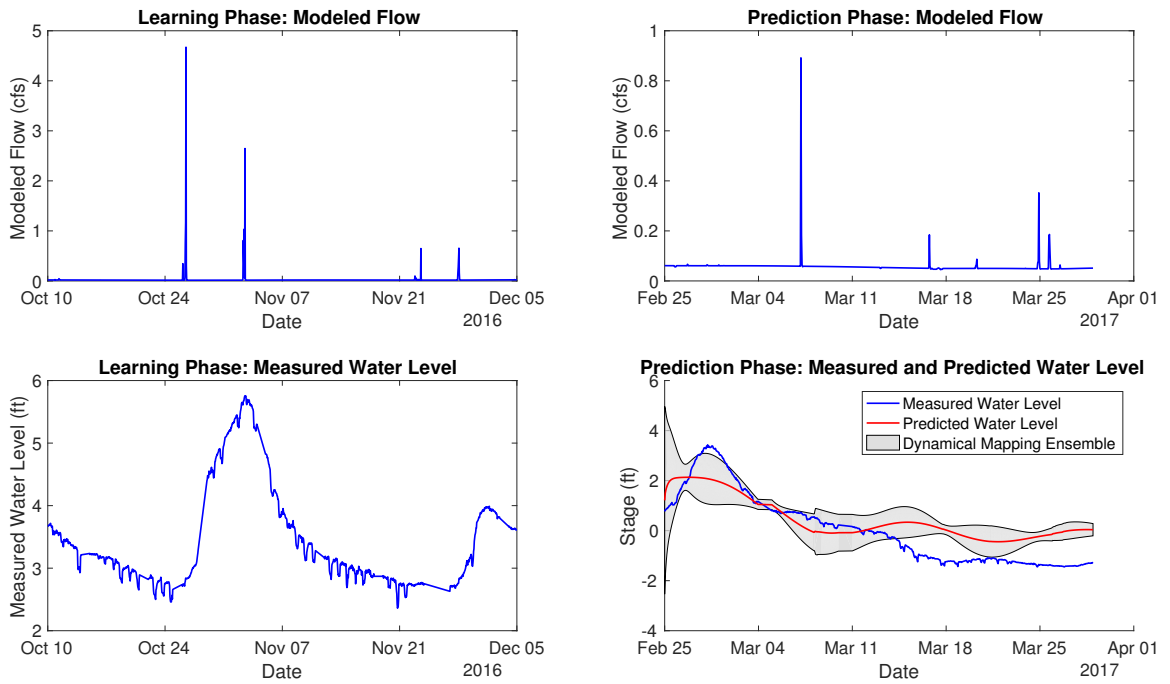 Learning Phase: Modeled Flow
Modeled Flow (cfs)
5
4
3
2
1
0
Oct 10 Oct 24 Nov 07 Nov 21 Dec 05
Date
2016
Prediction Phase: Modeled Flow
Modeled Flow (cfs)
1
0.8
0.6
0.4
0.2
0
Feb 25 Mar 04 Mar 11 Mar 18 Mar 25 Apr 01
Date
2017
Learning Phase: Measured Water Level
Measured Water Level (ft)
6
5
4
3
2
Oct 10 Oct 24 Nov 07 Nov 21 Dec 05
Date
2016
Prediction Phase: Measured and Predicted Water Level
Stage (ft)
6
4
2
0
-2
-4
Measured Water Level
Predicted Water Level
Dynamical Mapping Ensemble
Feb 25 Mar 04 Mar 11 Mar 18 Mar 25 Apr 01
Date
2017